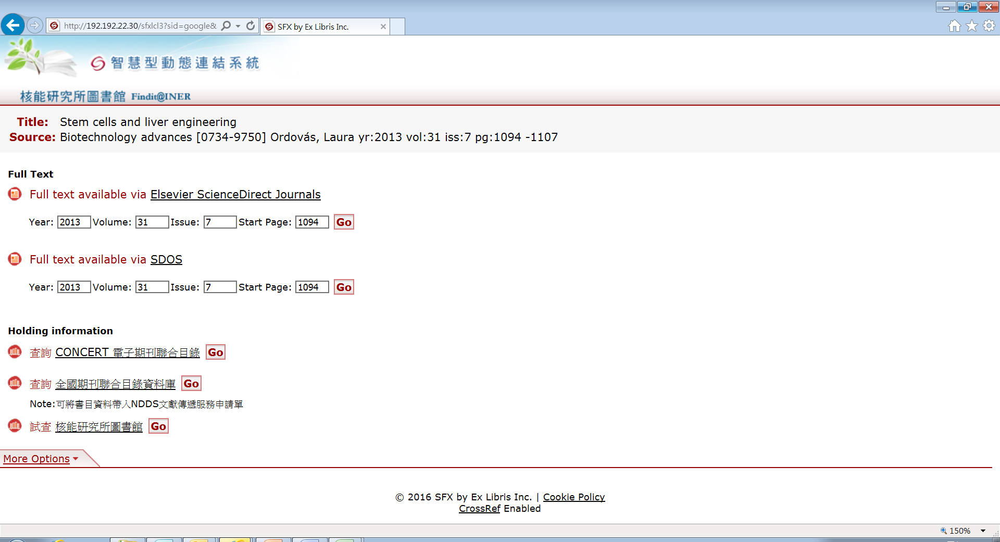 http://192.192.22.30/sfxlcl3?sid=google&
SFX by Ex Libris Inc.
智慧型動態連結系統
核能研究所圖書館 Findit@INER
Title: Stem cells and liver engineering
Source: Biotechnology advances [0734-9750] Ordovás, Laura yr:2013 vol:31 iss:7 pg:1094 -1107
Full Text
Full text available via Elsevier ScienceDirect Journals
Year: 2013 Volume: 31 Issue: 7 Start Page: 1094 Go
Full text available via SDOS
Year: 2013 Volume: 31 Issue: 7 Start Page: 1094 Go
Holding information
查詢 CONCERT 電子期刊聯合目錄 Go
查詢 全國期刊聯合目錄資料庫 Go
Note:可將書目資料帶入NDDS文獻傳遞服務申請單
試查 核能研究所圖書館 Go
More Options
© 2016 SFX by Ex Libris Inc. | Cookie Policy
CrossRef Enabled
150%